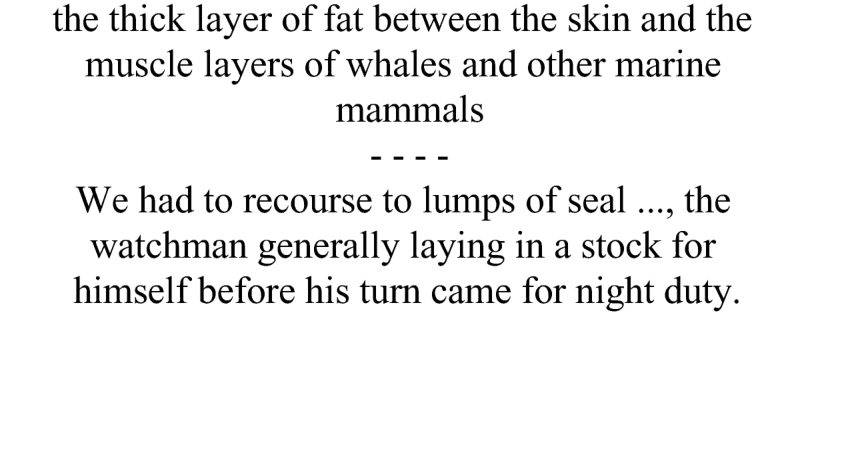 the thick layer of fat between the skin and the
muscle layers of whales and other marine
mammals
- - - -
We had to recourse to lumps of seal ..., the
watchman generally laying in a stock for
himself before his turn came for night duty.